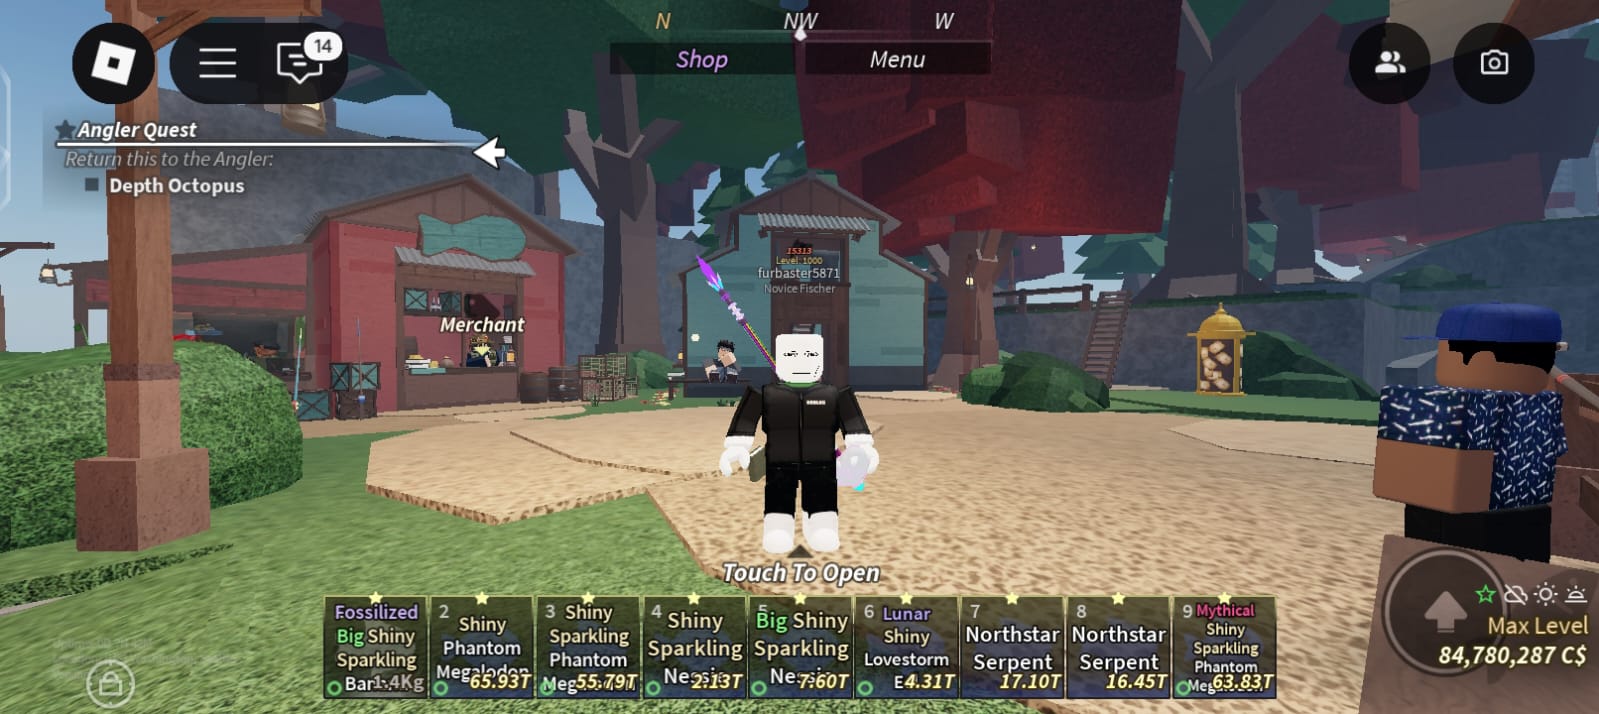 N NW W
14
Shop Menu
Angler Quest
Return this to the Angler:
Depth Octopus
15313
Level: 1000
furbaster5871
Novice Fischer
Merchant
Touch To Open
Fossilized
Big Shiny
Sparkling
1.4Kg
2 Shiny
Phantom
Megalodon
65.93T
3 Shiny
Sparkling
Phantom
55.79T
4 Shiny
Sparkling
Nessie
2.13T
5 Big Shiny
Sparkling
Nessie
7.60T
6 Lunar
Shiny
Lovestorm
4.31T
7 Northstar
Serpent
17.10T
8 Northstar
Serpent
16.45T
9 Mythical
Shiny
Sparkling
Phantom
63.83T
Max Level
84,780,287 C$